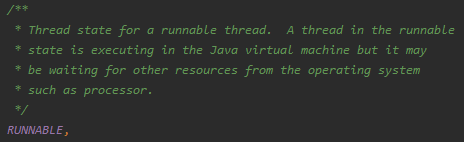 /**
* Thread state for a runnable thread.  A thread in the runnable
* state is executing in the Java virtual machine but it may
* be waiting for other resources from the operating system
* such as processor.
*/
RUNNABLE,